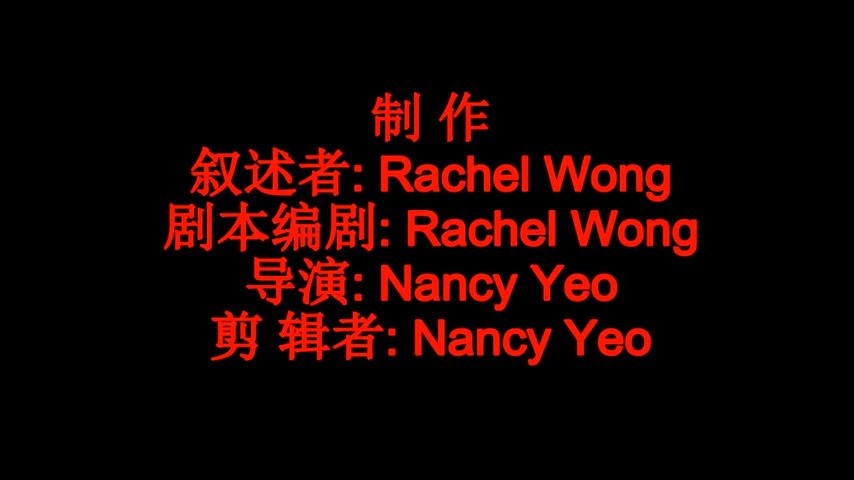 制 作
叙述者: Rachel Wong
剧本编剧: Rachel Wong
导演: Nancy Yeo
剪 辑者: Nancy Yeo